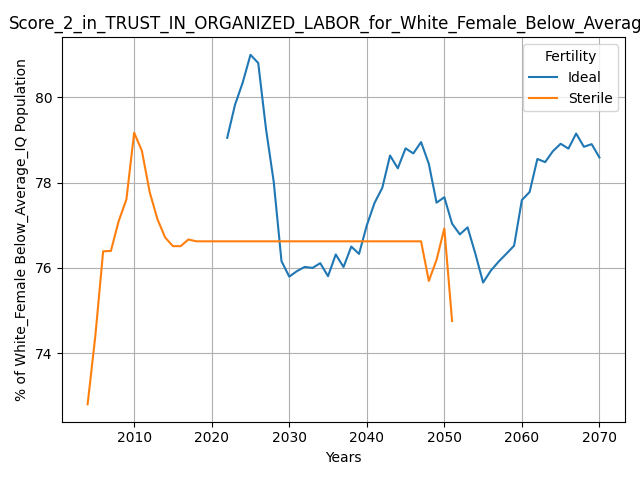 Score_2_in_TRUST_IN_ORGANIZED_LABOR_for_White_Female_Below_Averag
Fertility
Ideal
Sterile
% of White_Female Below_Average_IQ Population
80
78
76
74
2010 2020 2030 2040 2050 2060 2070
Years